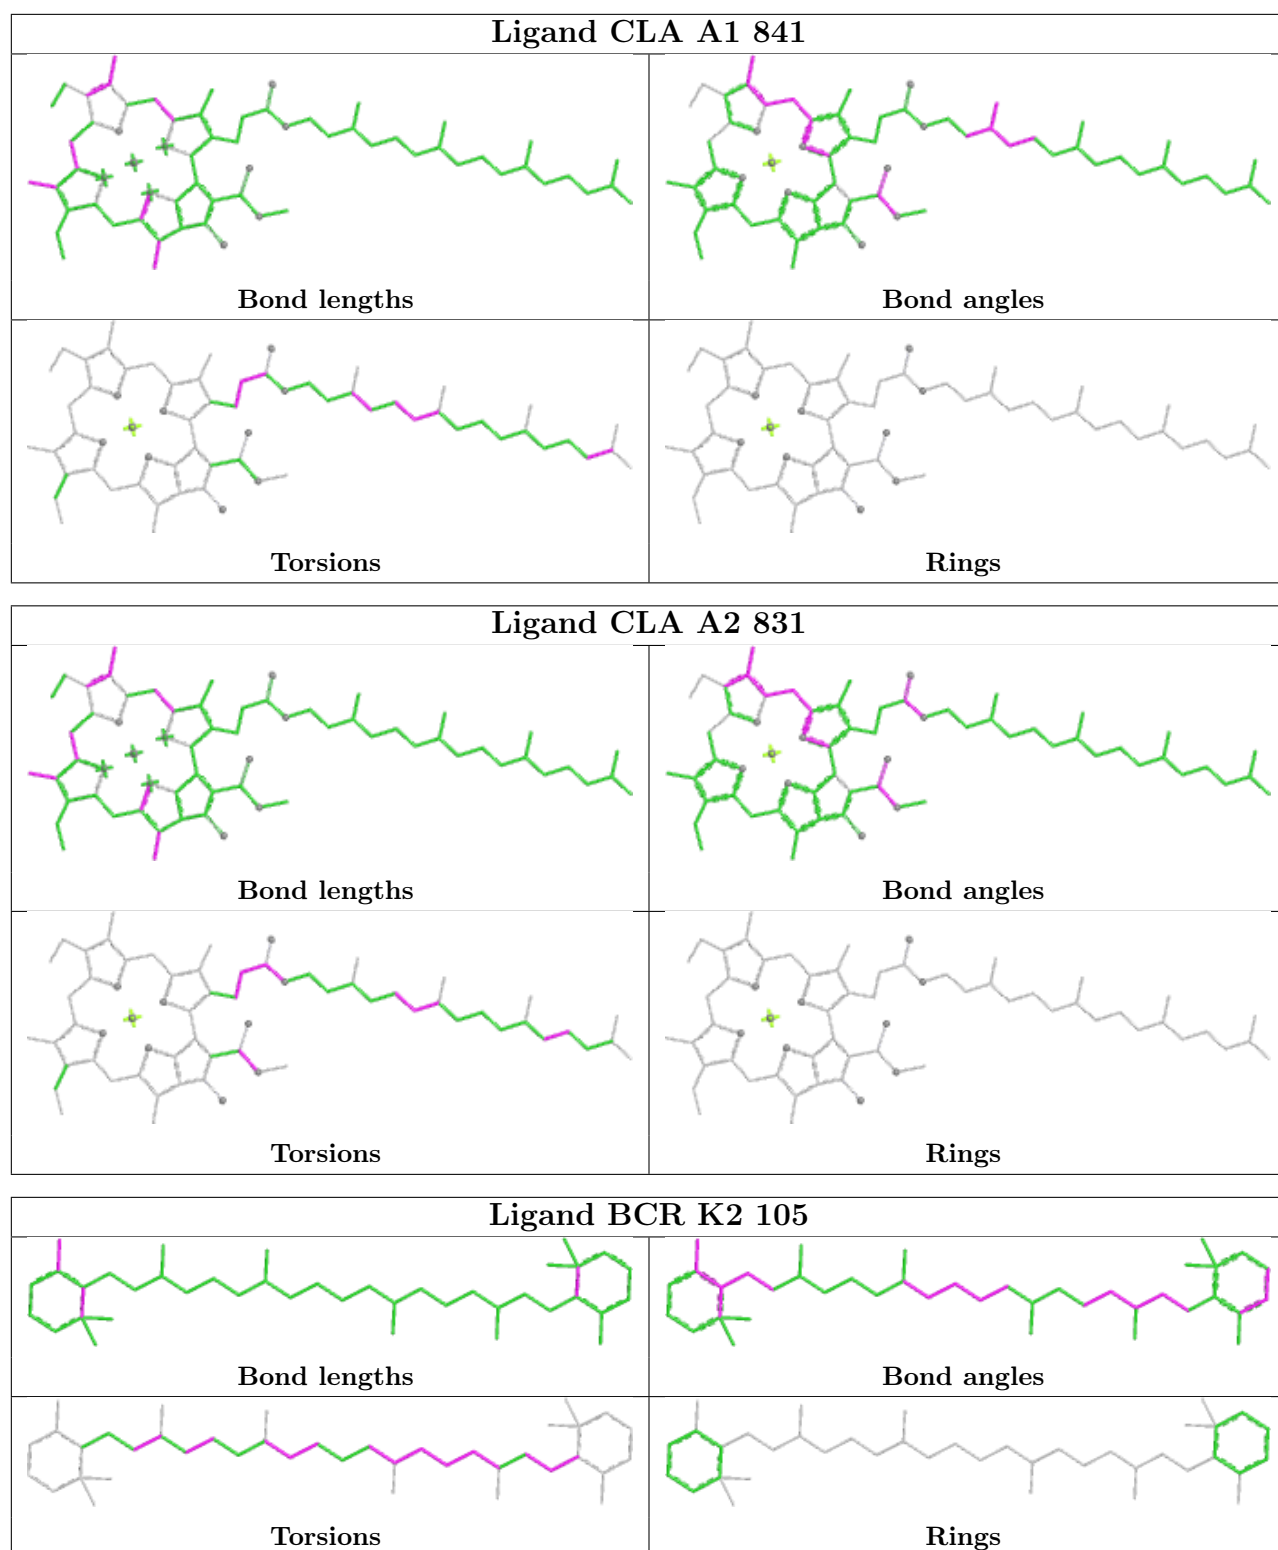 Ligand CLA A1 841
Bond lengths
Bond angles
Torsions
Rings
Ligand CLA A2 831
Bond lengths
Bond angles
Torsions
Rings
Ligand BCR K2 105
Bond lengths
Bond angles
Torsions
Rings